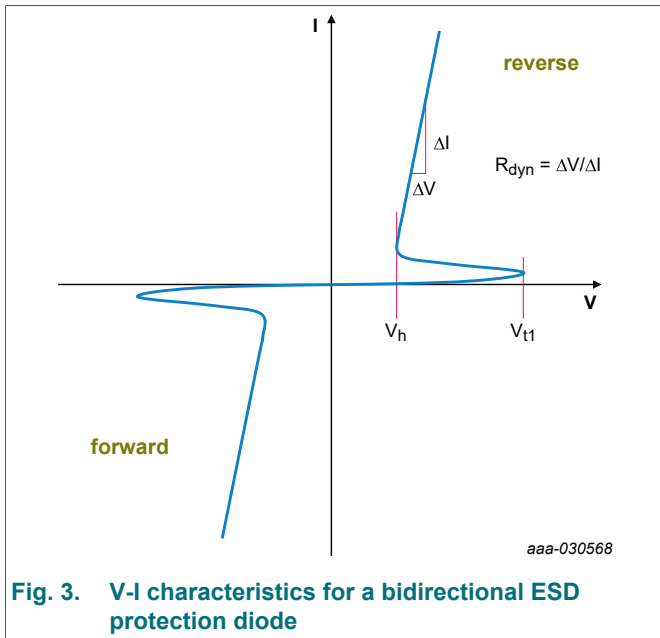 I
reverse
ΔI
R_dyn = ΔV/ΔI
ΔV
V
V_h
V_t1
forward
aaa-030568
Fig. 3. V-I characteristics for a bidirectional ESD
protection diode